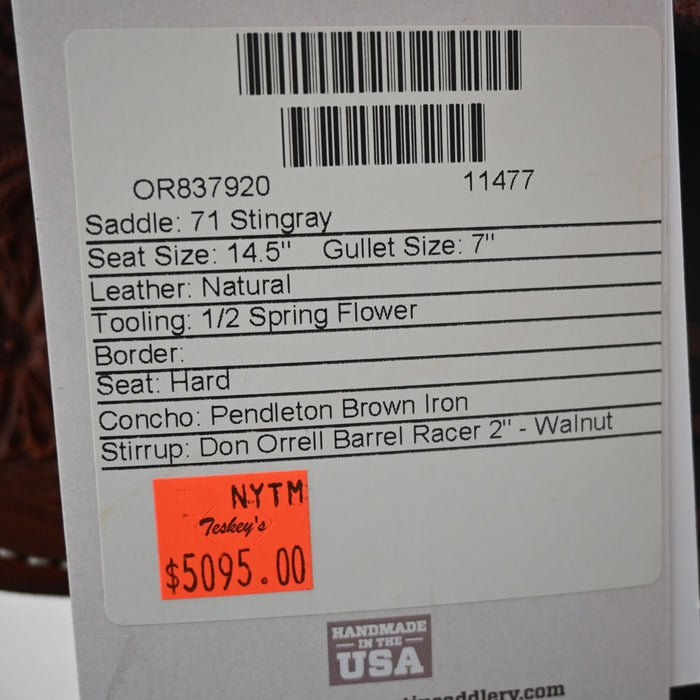 OR837920 11477
Saddle: 71 Stingray
Seat Size: 14.5" Gullet Size: 7"
Leather: Natural
Tooling: 1/2 Spring Flower
Border:
Seat: Hard
Concho: Pendleton Brown Iron
Stirrup: Don Orrell Barrel Racer 2" - Walnut
NYTM
Teskey's
$5095.00
HANDMADE
IN THE
USA